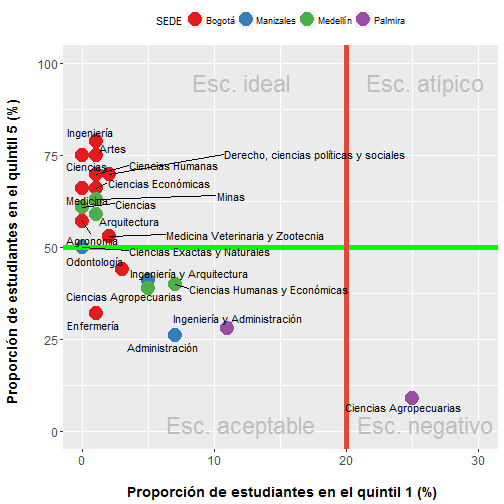 SEDE Bogotá Manizales Medellín Palmira
Proporción de estudiantes en el quintil 5 (%)
100
75
50
25
0
Esc. ideal
Esc. atípico
Ingeniería
Artes
Derecho, ciencias políticas y sociales
Ciencias
Ciencias Humanas
Ciencias Económicas
Minas
Medicina
Ciencias
Arquitectura
Medicina Veterinaria y Zootecnia
Agronomía
Ciencias Exactas y Naturales
Odontología
Ingeniería y Arquitectura
Ciencias Humanas y Económicas
Ciencias Agropecuarias
Ingeniería y Administración
Enfermería
Administración
Ciencias Agropecuarias
Esc. aceptable
Esc. negativo
0 10 20 30
Proporción de estudiantes en el quintil 1 (%)